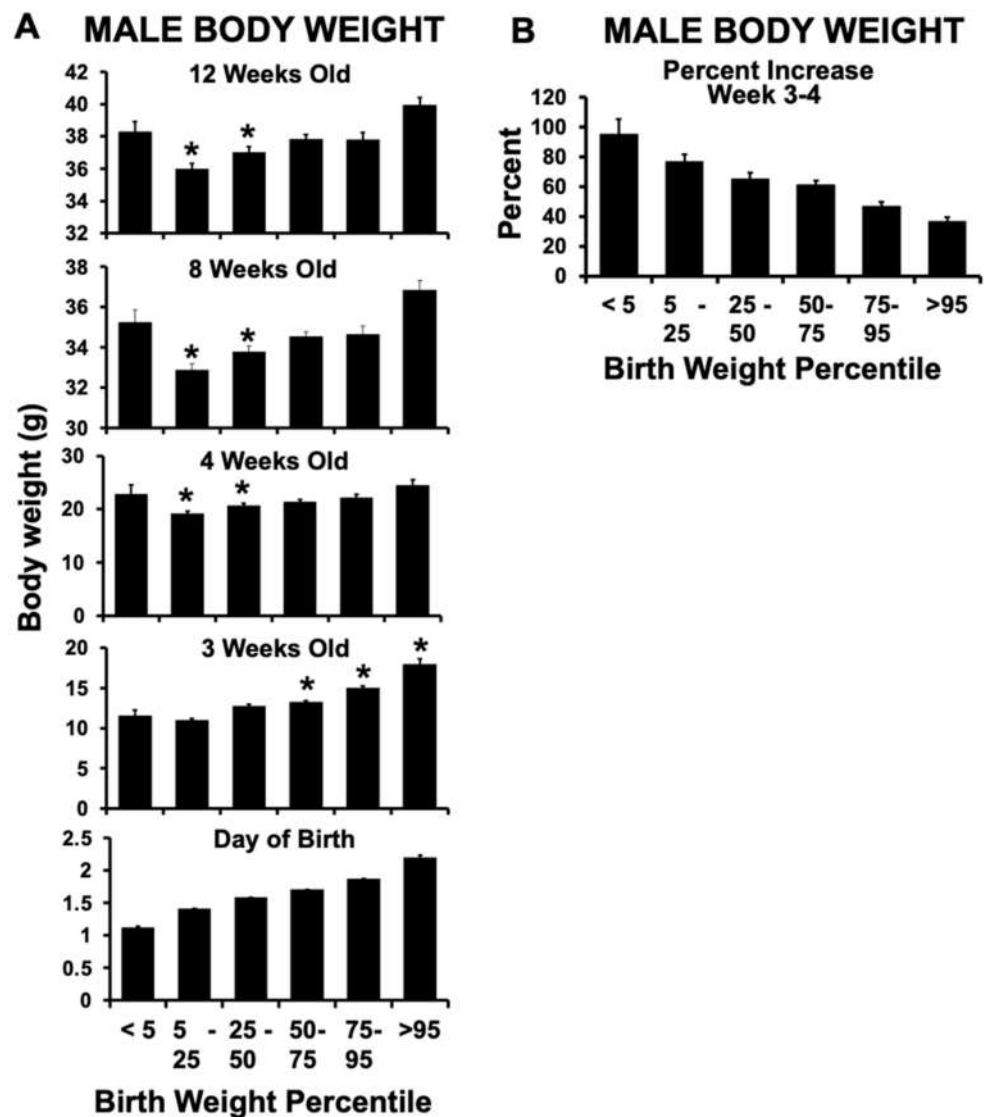 A MALE BODY WEIGHT
12 Weeks Old
42
40
38
36
34
32
* *
8 Weeks Old
38
36
34
32
30
* *
4 Weeks Old
30
20
10
0
* *
3 Weeks Old
20
15
10
5
0
* * *
Day of Birth
2.5
2
1.5
1
0.5
0
Body weight (g)
< 5 5 - 25 - 50- 75- >95
25 50 75 95
Birth Weight Percentile
B MALE BODY WEIGHT
Percent Increase
Week 3-4
120
100
80
60
40
20
0
Percent
< 5 5 - 25 - 50- 75- >95
25 50 75 95
Birth Weight Percentile